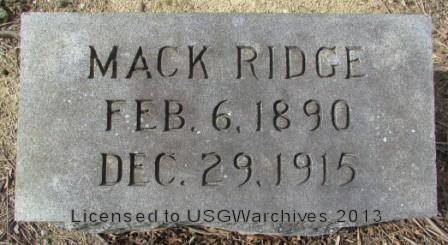 MACK RIDGE
FEB. 6, 1890
DEC. 29, 1915
Licensed to USGWarchives 2013